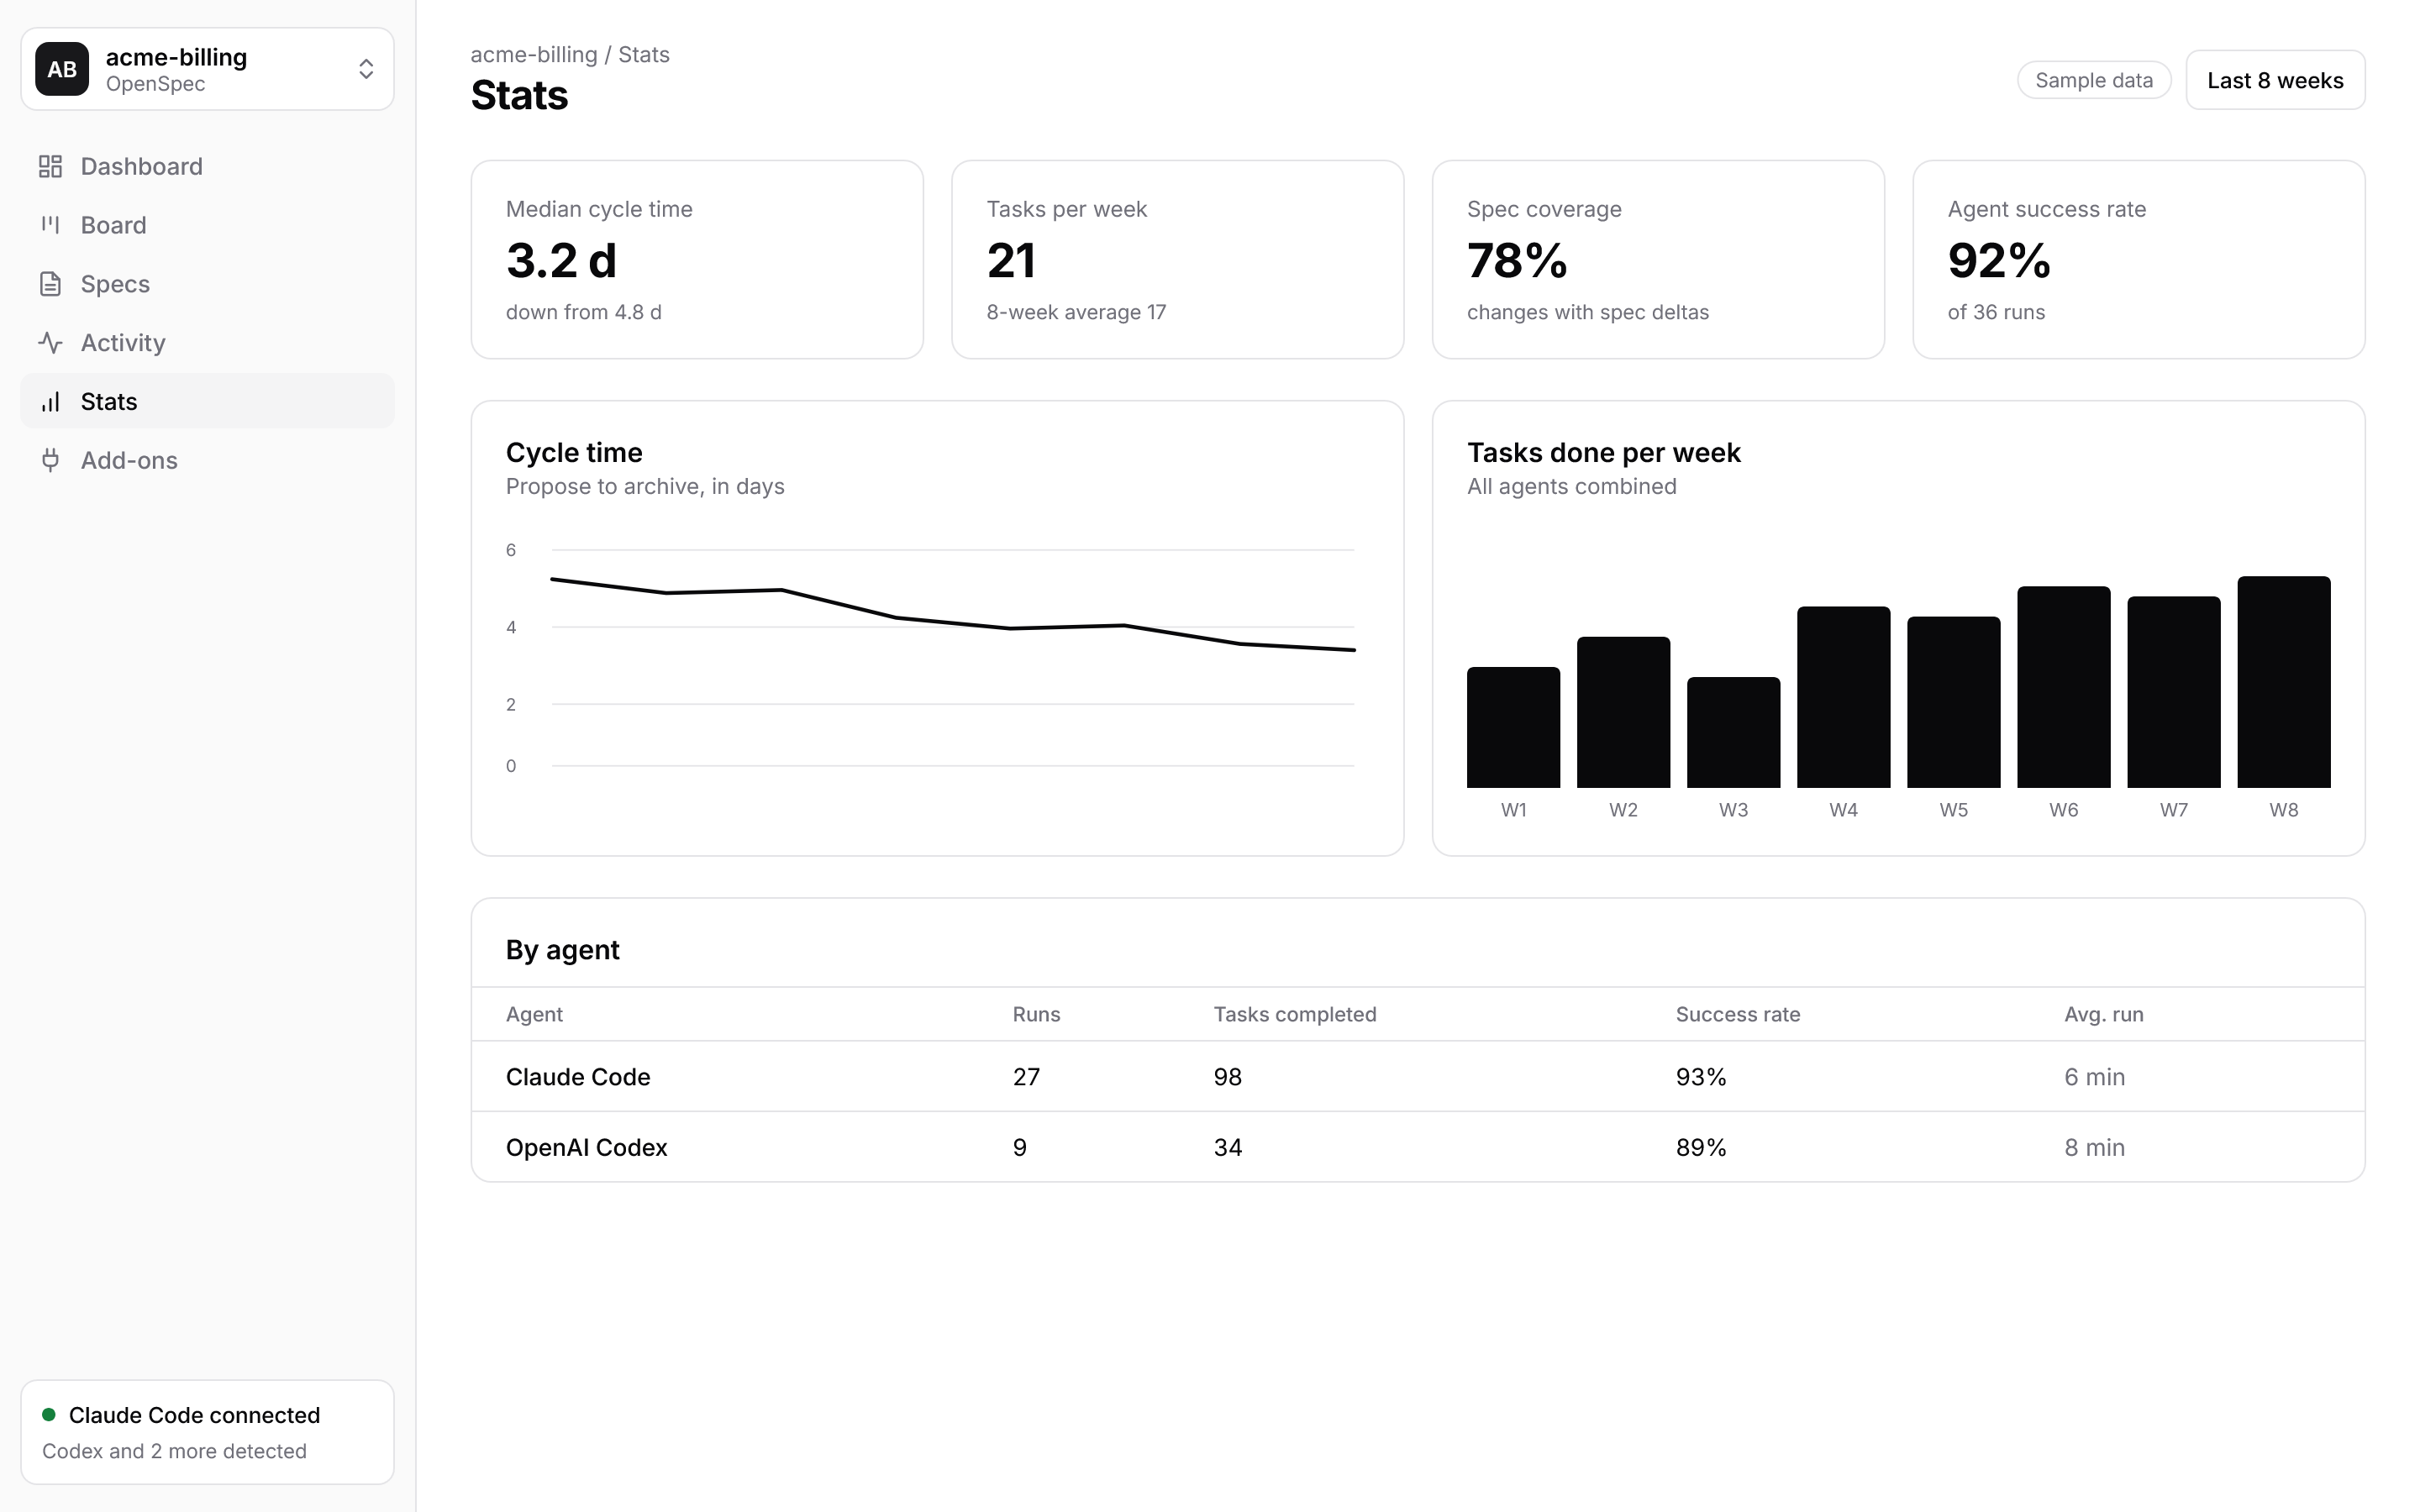 AB
acme-billing
OpenSpec
Dashboard
Board
Specs
Activity
Stats
Add-ons
Claude Code connected
Codex and 2 more detected
acme-billing / Stats
Stats
Sample data
Last 8 weeks
Median cycle time
3.2 d
down from 4.8 d
Tasks per week
21
8-week average 17
Spec coverage
78%
changes with spec deltas
Agent success rate
92%
of 36 runs
Cycle time
Propose to archive, in days
6
4
2
0
Tasks done per week
All agents combined
W1 W2 W3 W4 W5 W6 W7 W8
By agent
Agent Runs Tasks completed Success rate Avg. run
Claude Code 27 98 93% 6 min
OpenAI Codex 9 34 89% 8 min